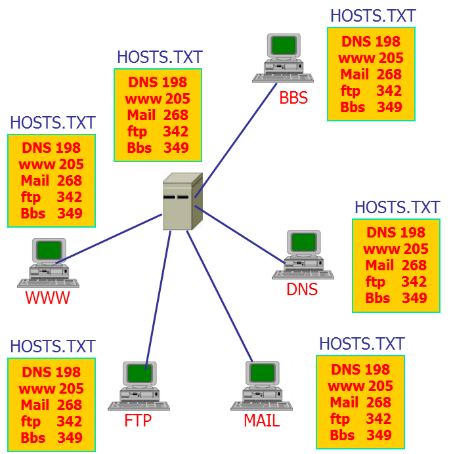 HOSTS.TXT
DNS 198
www 205
Mail 268
ftp 342
Bbs 349
BBS
HOSTS.TXT
DNS 198
www 205
Mail 268
ftp 342
Bbs 349
HOSTS.TXT
DNS 198
www 205
Mail 268
ftp 342
Bbs 349
WWW
HOSTS.TXT
DNS 198
www 205
Mail 268
ftp 342
Bbs 349
DNS
HOSTS.TXT
DNS 198
www 205
Mail 268
ftp 342
Bbs 349
FTP
MAIL
HOSTS.TXT
DNS 198
www 205
Mail 268
ftp 342
Bbs 349